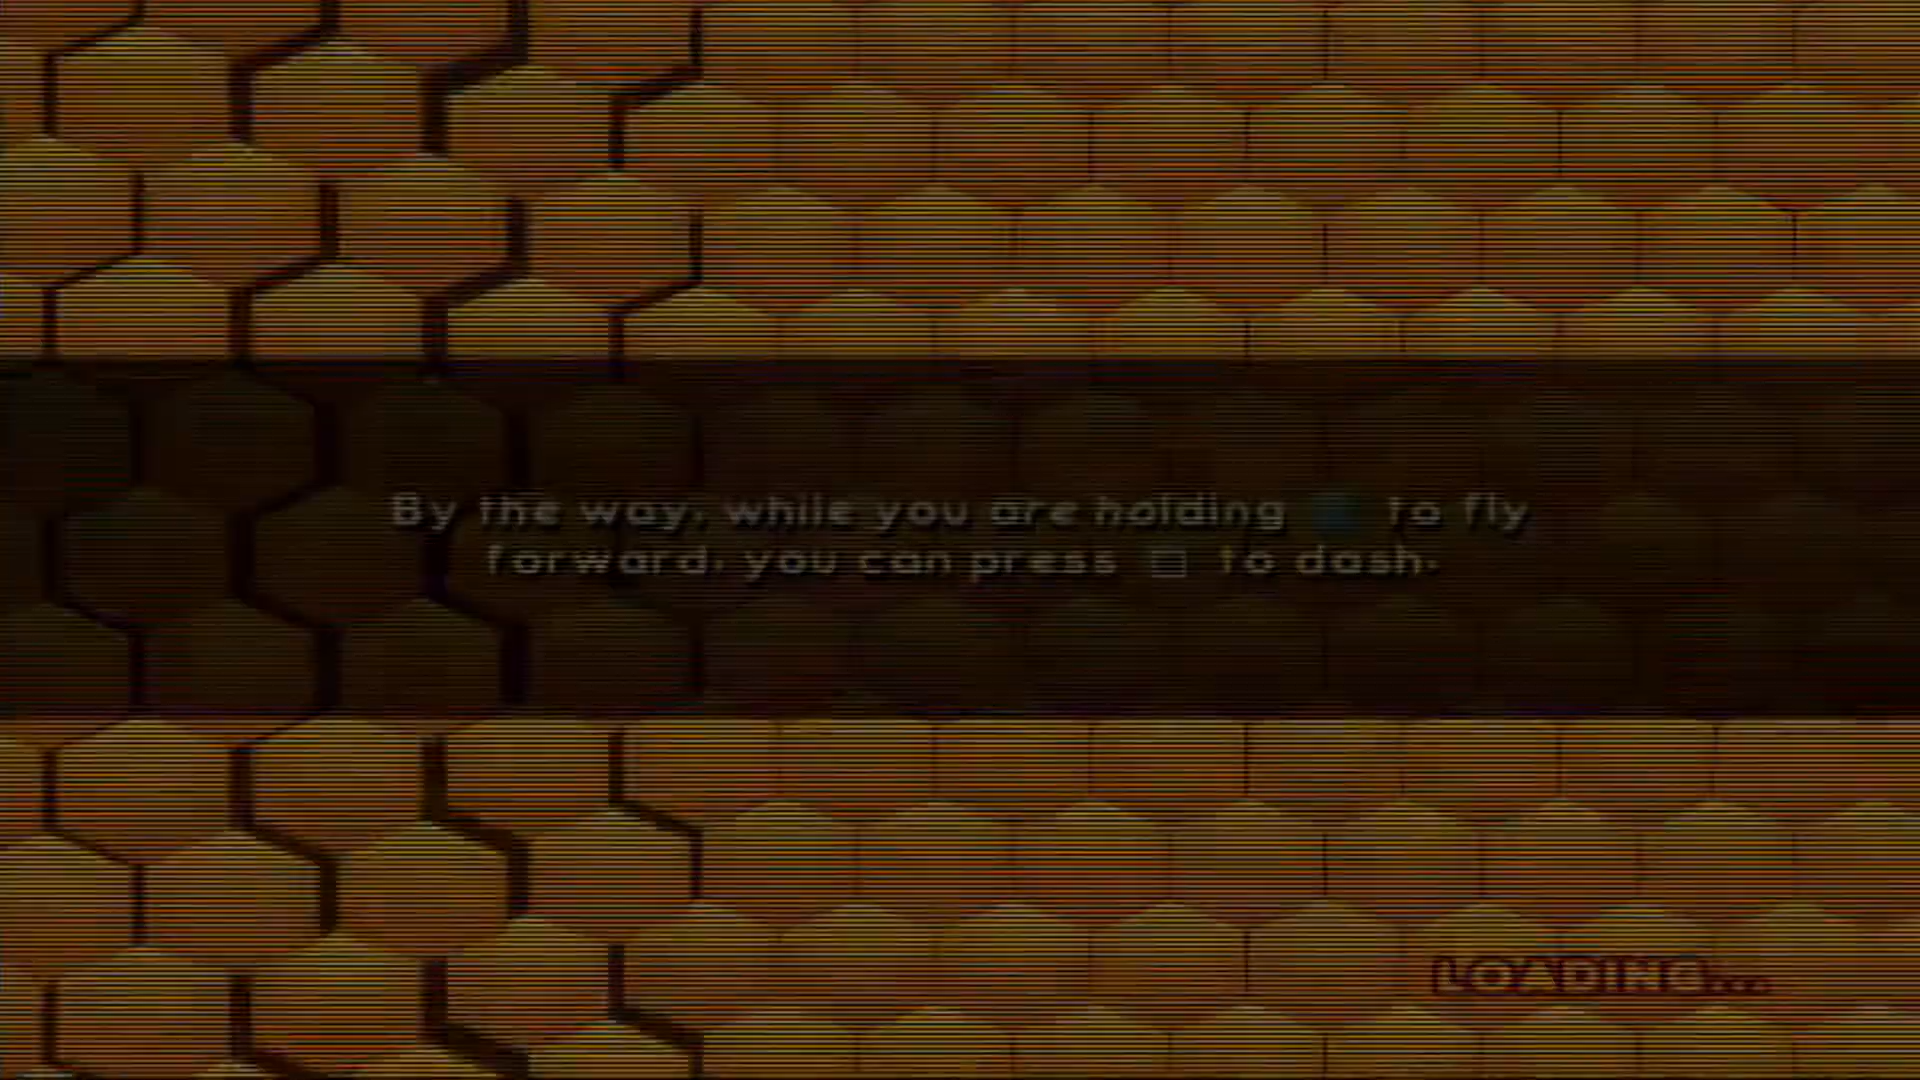 By the way, while you are holding to fly
forward, you can press to dash.
LOADING...